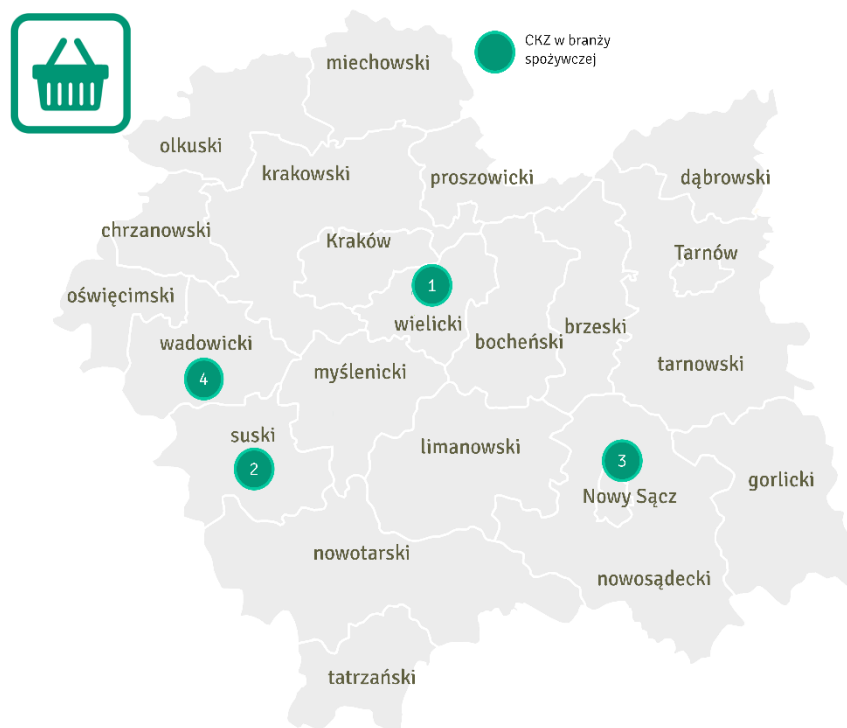 CKZ w branży
spożywczej
miechowski
olkuski
krakowski
proszowicki
dąbrowski
chrzanowski
Kraków
Tarnów
oświęcimski
1
wielicki
brzeski
wadowicki
bocheński
4
myślenicki
tarnowski
suski
limanowski
2
3
gorlicki
Nowy Sącz
nowotarski
nowosądecki
tatrzański